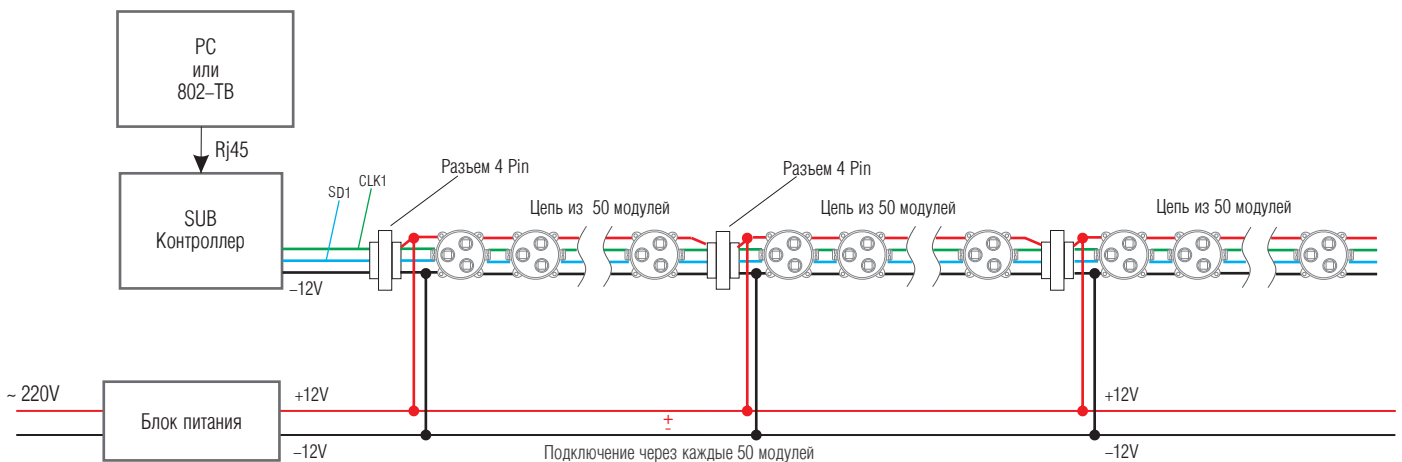 PC
или
802–ТВ
Rj45
SUB
Контроллер
SD1
CLK1
–12V
Разъем 4 Pin
Разъем 4 Pin
Цепь из 50 модулей
Цепь из 50 модулей
Цепь из 50 модулей
~ 220V
Блок питания
+12V
–12V
±
Подключение через каждые 50 модулей
+12V
–12V